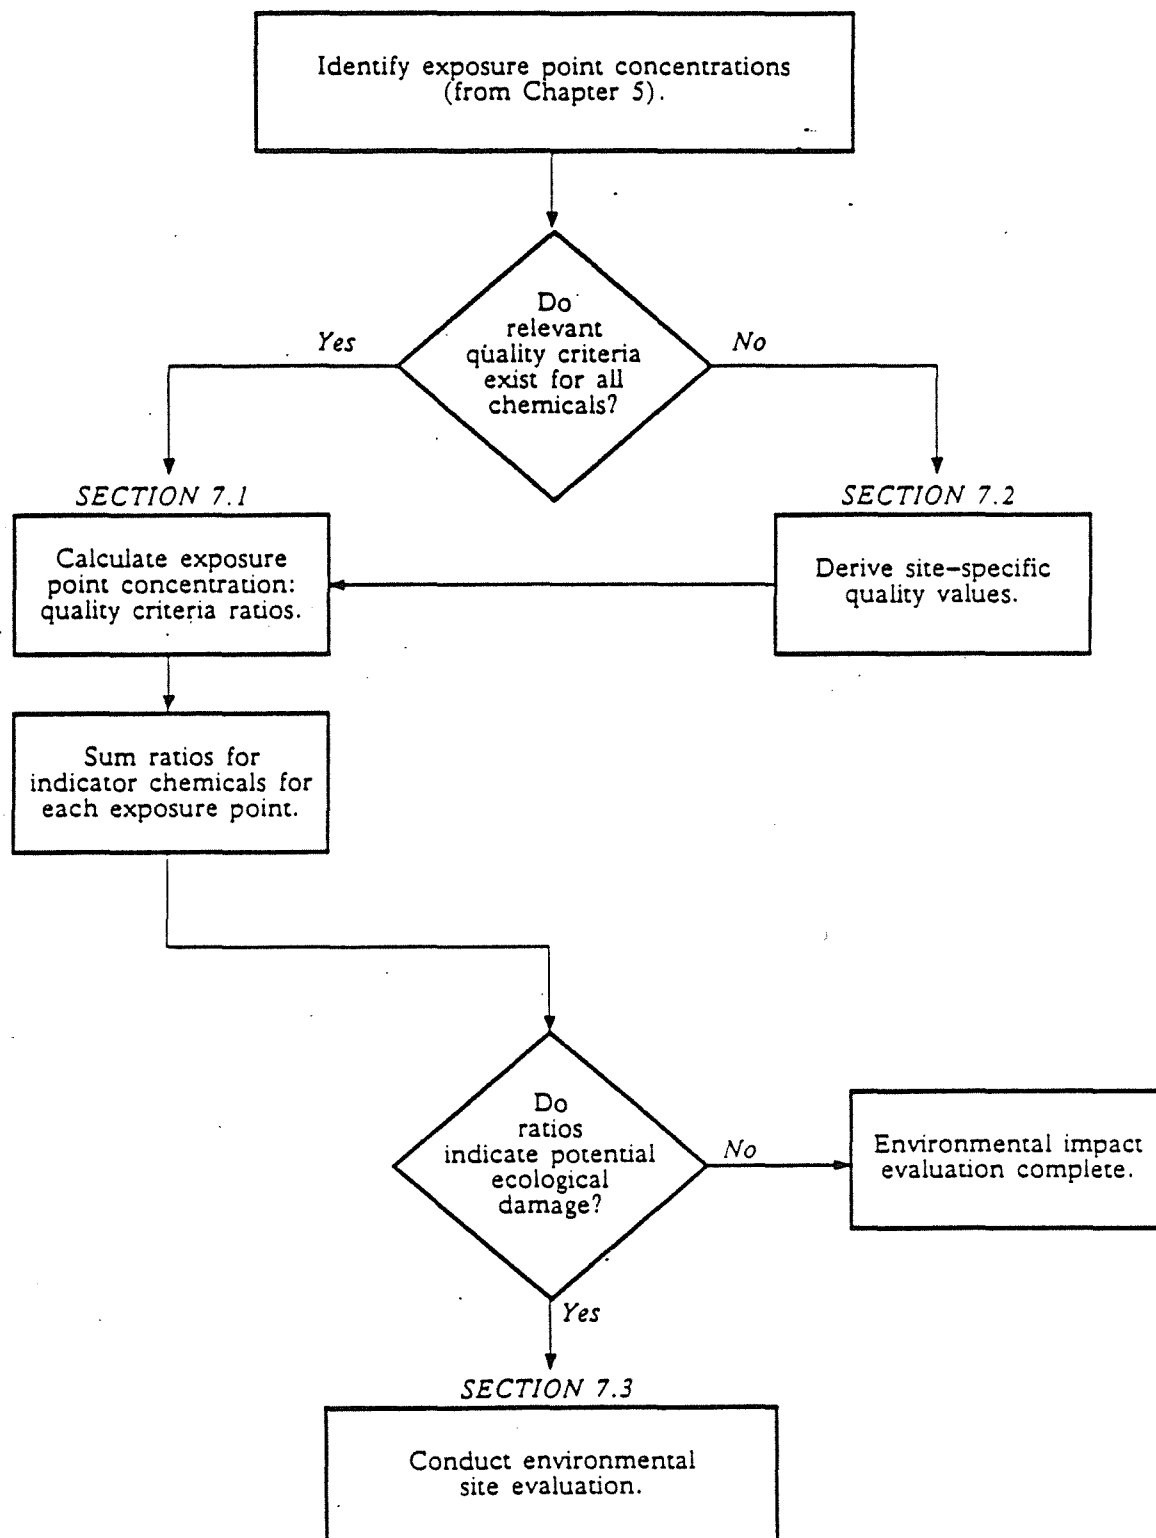 Identify exposure point concentrations
(from Chapter 5).
Do
relevant
quality criteria
exist for all
chemicals?
Yes
No
SECTION 7.1
SECTION 7.2
Calculate exposure
point concentration:
quality criteria ratios.
Derive site-specific
quality values.
Sum ratios for
indicator chemicals for
each exposure point.
Do
ratios
indicate potential
ecological
damage?
No
Environmental impact
evaluation complete.
Yes
SECTION 7.3
Conduct environmental
site evaluation.